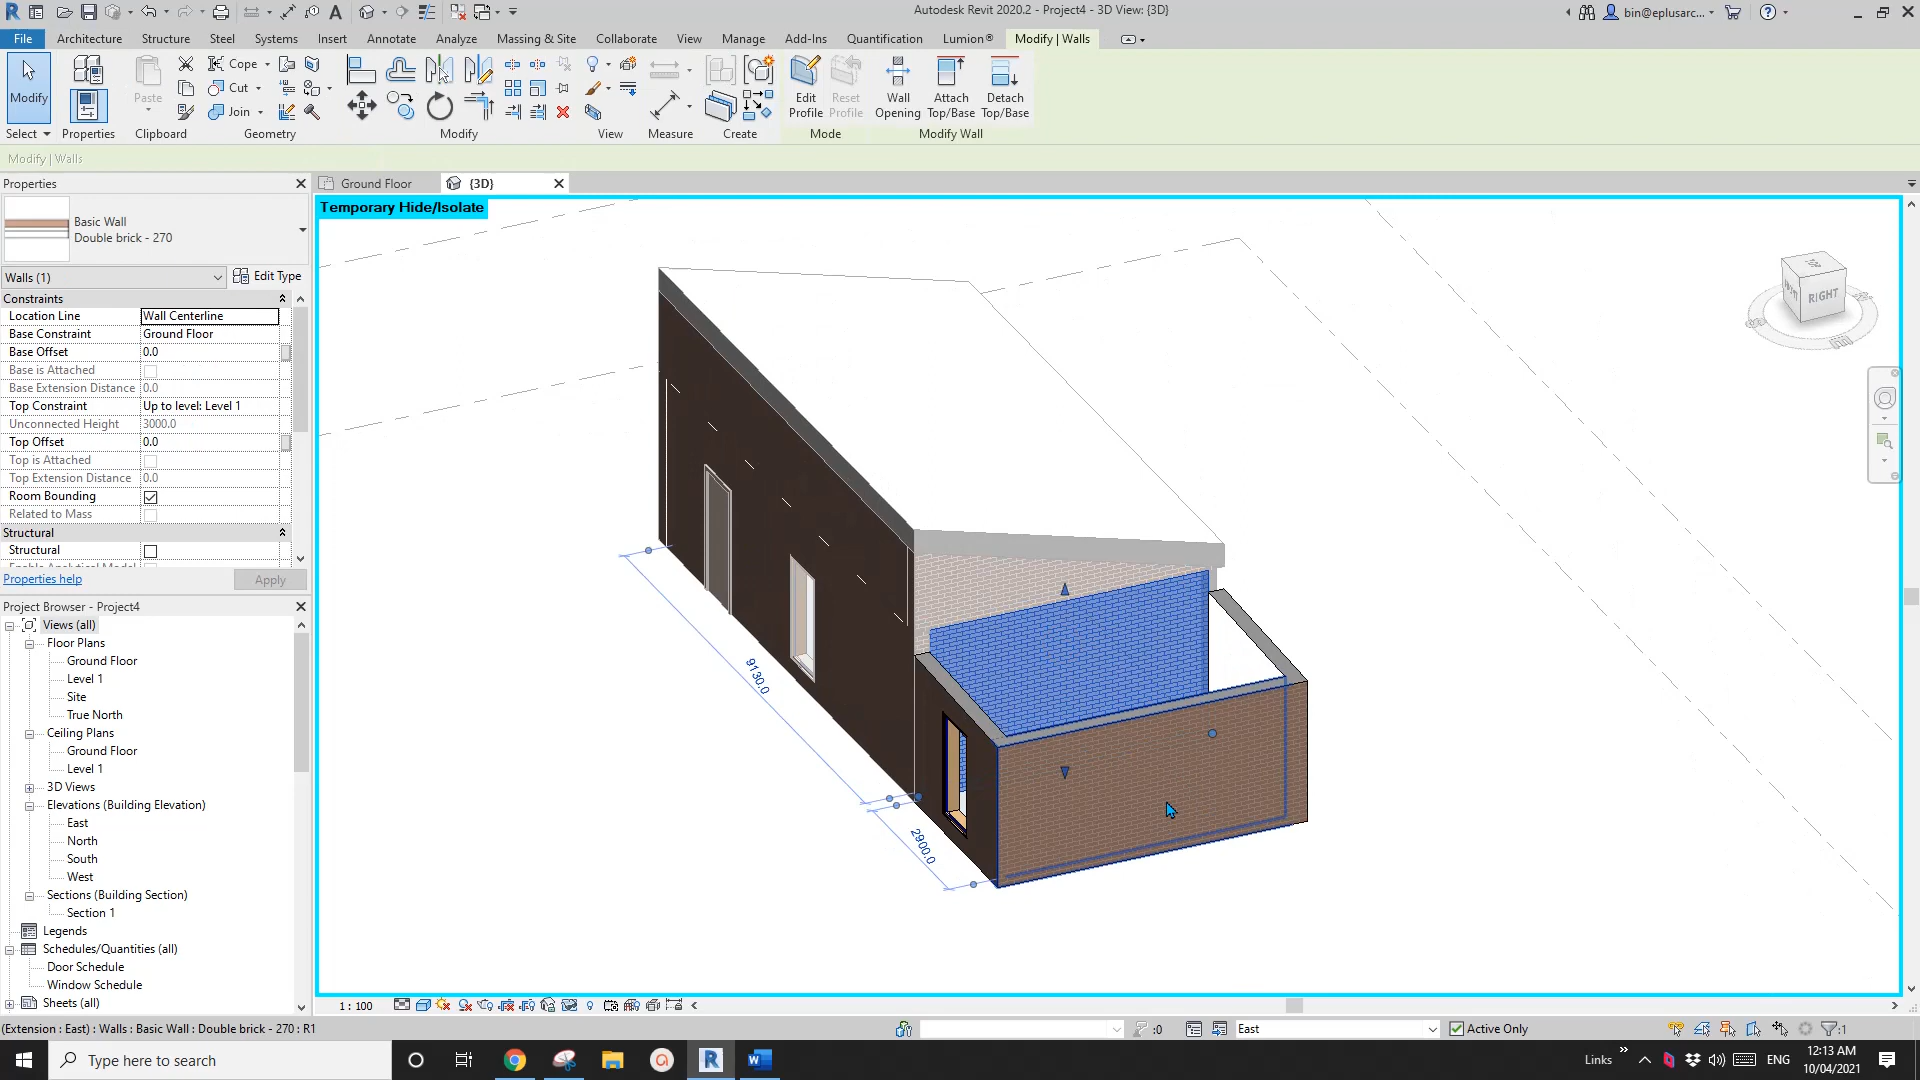 Autodesk Revit 2020.2 - Project4 - 3D View: {3D}
bin@eplusarc...
File Architecture Structure Steel Systems Insert Annotate Analyze Massing & Site Collaborate View Manage Add-Ins Quantification Lumion® Modify | Walls
Modify
Paste
Cope
Cut
Join
Edit Profile
Reset Profile
Wall Opening
Attach Top/Base
Detach Top/Base
Select Properties Clipboard Geometry Modify View Measure Create Mode Modify Wall
Modify | Walls
Properties
Ground Floor
{3D}
Temporary Hide/Isolate
Basic Wall
Double brick - 270
Walls (1)
Edit Type
Constraints
Location Line Wall Centerline
Base Constraint Ground Floor
Base Offset 0.0
Base is Attached
Base Extension Distance 0.0
Top Constraint Up to level: Level 1
Unconnected Height 3000.0
Top Offset 0.0
Top is Attached
Top Extension Distance 0.0
Room Bounding
Related to Mass
Structural
Structural
Properties help
Apply
Project Browser - Project4
Views (all)
Floor Plans
Ground Floor
Level 1
Site
True North
Ceiling Plans
Ground Floor
Level 1
3D Views
Elevations (Building Elevation)
East
North
South
West
Sections (Building Section)
Section 1
Legends
Schedules/Quantities (all)
Door Schedule
Window Schedule
Sheets (all)
TOP
RIGHT
9130.0
2900.0
1 : 100
(Extension : East) : Walls : Basic Wall : Double brick - 270 : R1
:0
East
Active Only
:1
Type here to search
Links
ENG
12:13 AM
10/04/2021